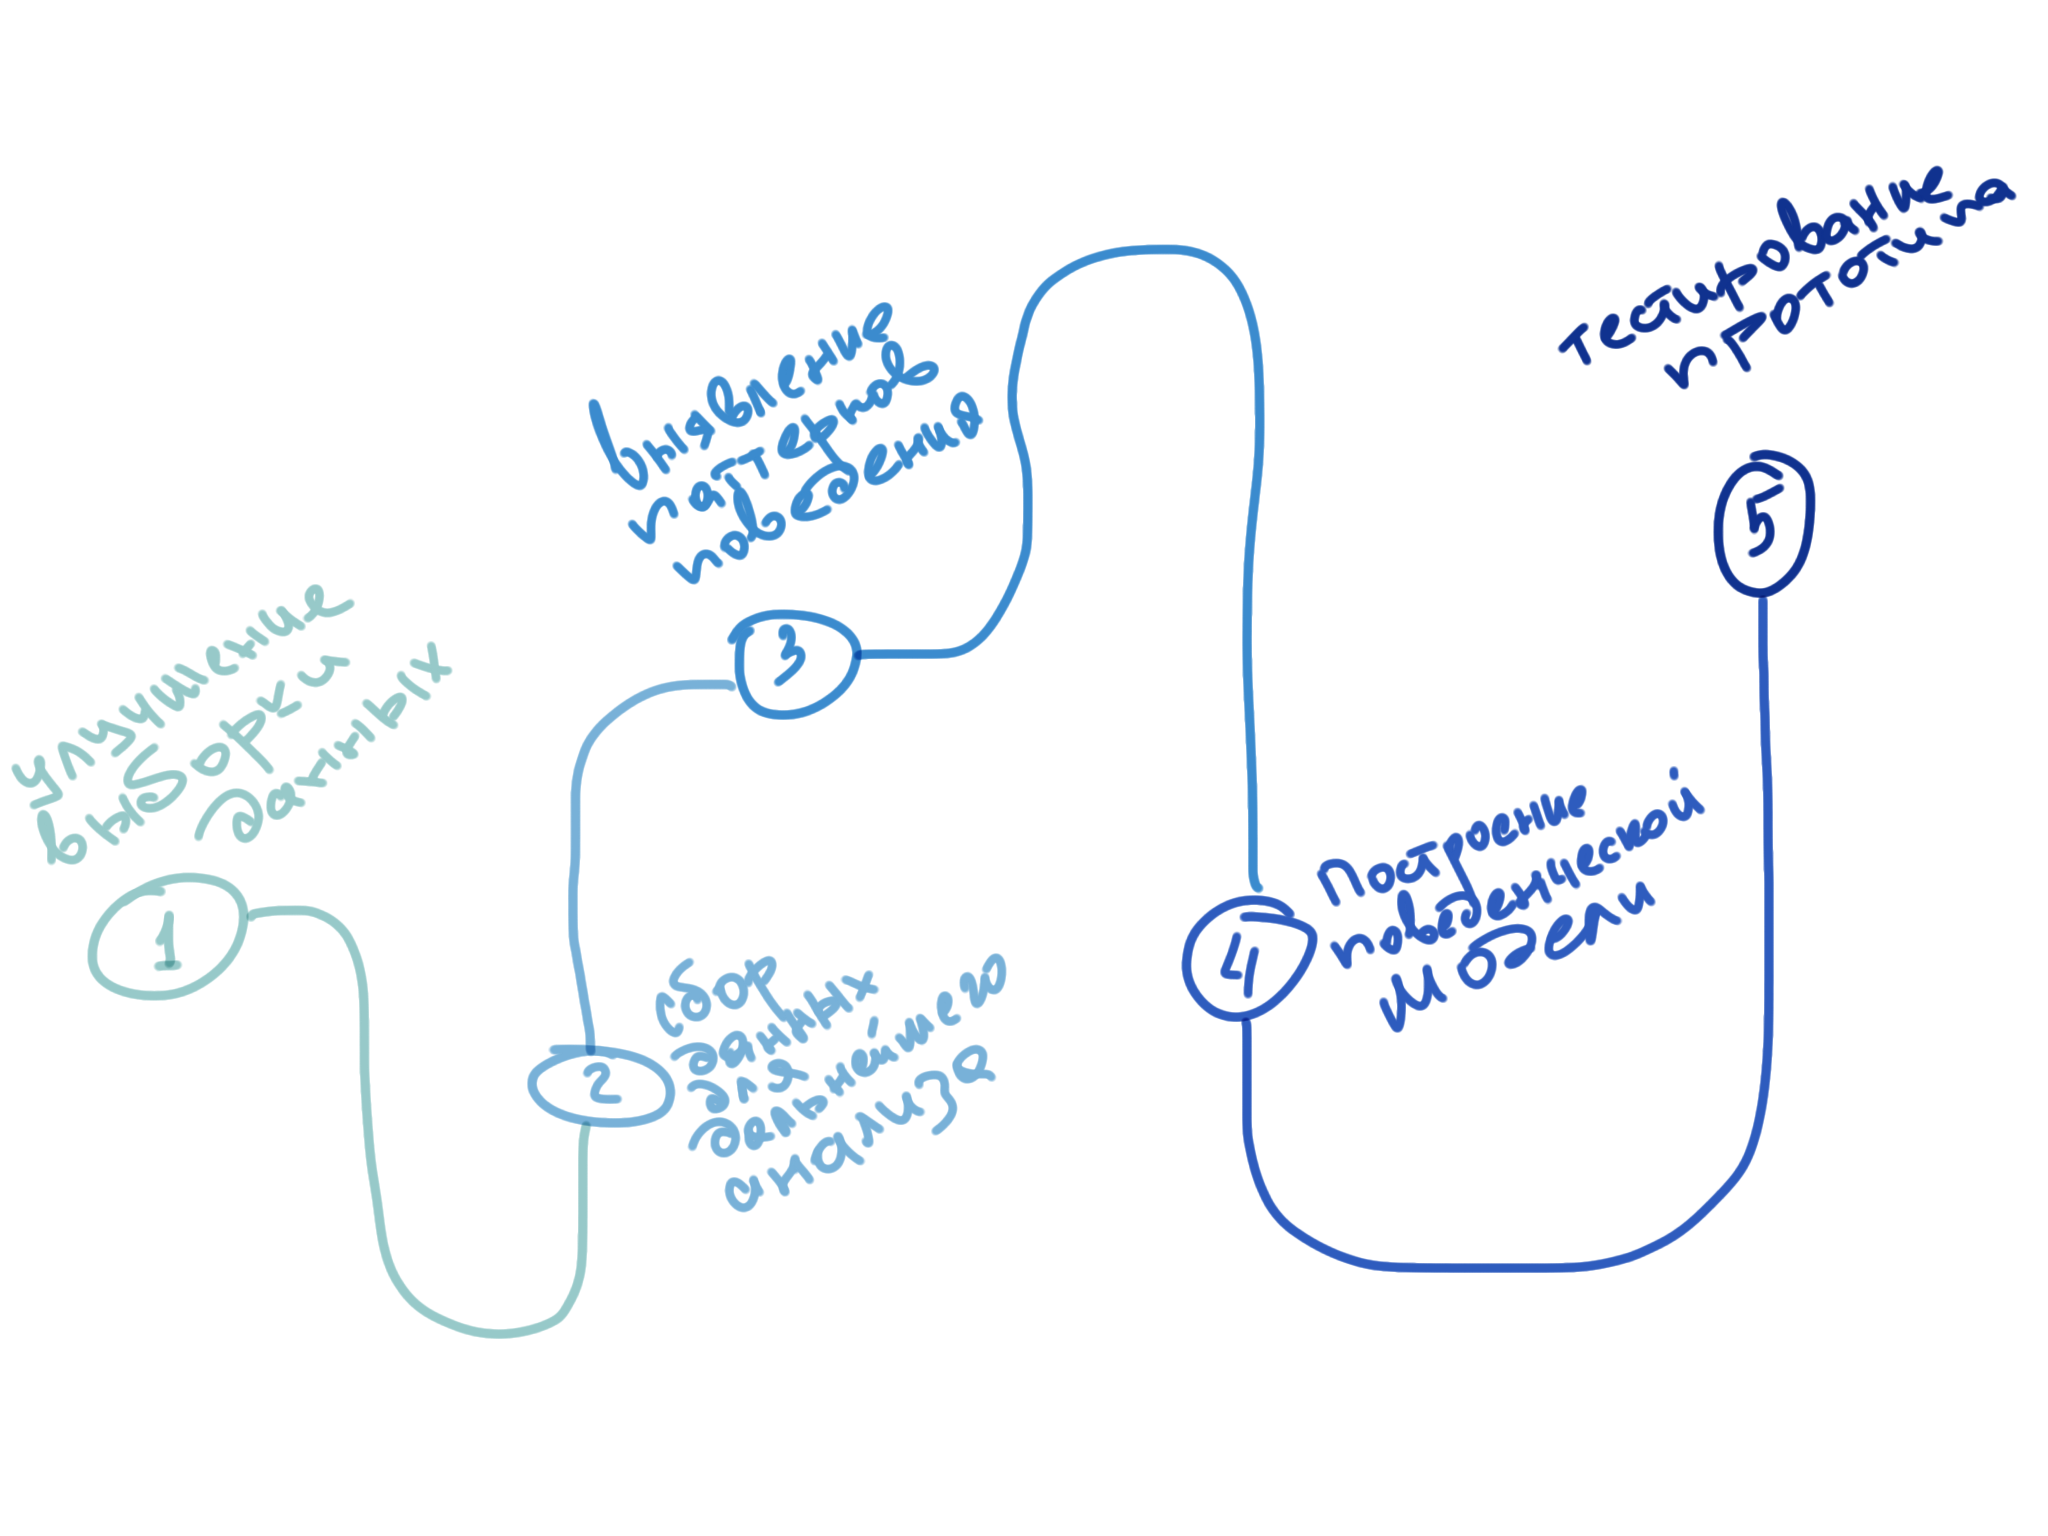 Улучшение
выборки
данных
1
2
Сбор
данных
для
дальнейшего
анализа
Выявление
паттернов
поведения
3
4
Построение
поведенческой
модели
тестирование
прототипа
5